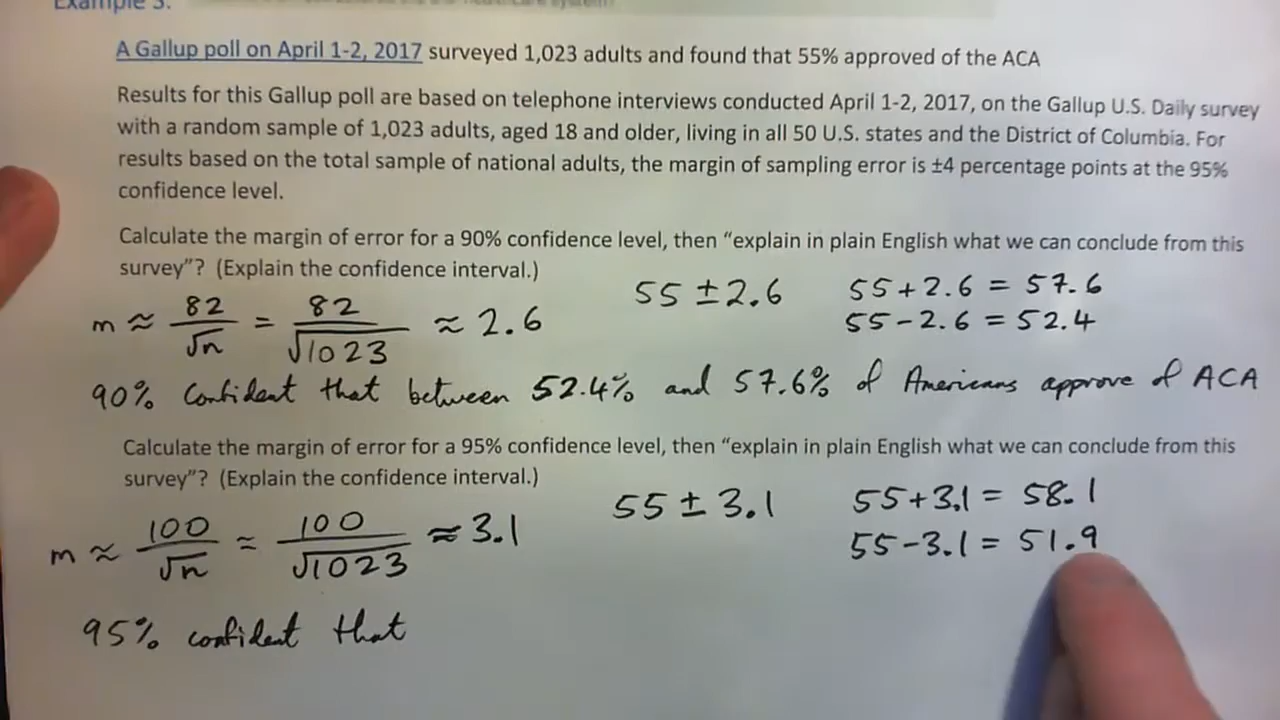 Example 3:
A Gallup poll on April 1-2, 2017 surveyed 1,023 adults and found that 55% approved of the ACA
Results for this Gallup poll are based on telephone interviews conducted April 1-2, 2017, on the Gallup U.S. Daily survey
with a random sample of 1,023 adults, aged 18 and older, living in all 50 U.S. states and the District of Columbia. For
results based on the total sample of national adults, the margin of sampling error is ±4 percentage points at the 95%
confidence level.
Calculate the margin of error for a 90% confidence level, then “explain in plain English what we can conclude from this
survey”? (Explain the confidence interval.)
m ≈ 82/√n = 82/√1023 ≈ 2.6
55 ± 2.6
55 + 2.6 = 57.6
55 - 2.6 = 52.4
90% confident that between 52.4% and 57.6% of Americans approve of ACA
Calculate the margin of error for a 95% confidence level, then “explain in plain English what we can conclude from this
survey”? (Explain the confidence interval.)
m ≈ 100/√n = 100/√1023 ≈ 3.1
55 ± 3.1
55 + 3.1 = 58.1
55 - 3.1 = 51.9
95% confident that